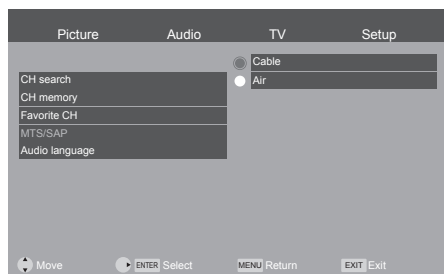 Picture Audio TV Setup
Cable
CH search Air
CH memory
Favorite CH
MTS/SAP
Audio language
Move ENTER Select MENU Return EXIT Exit